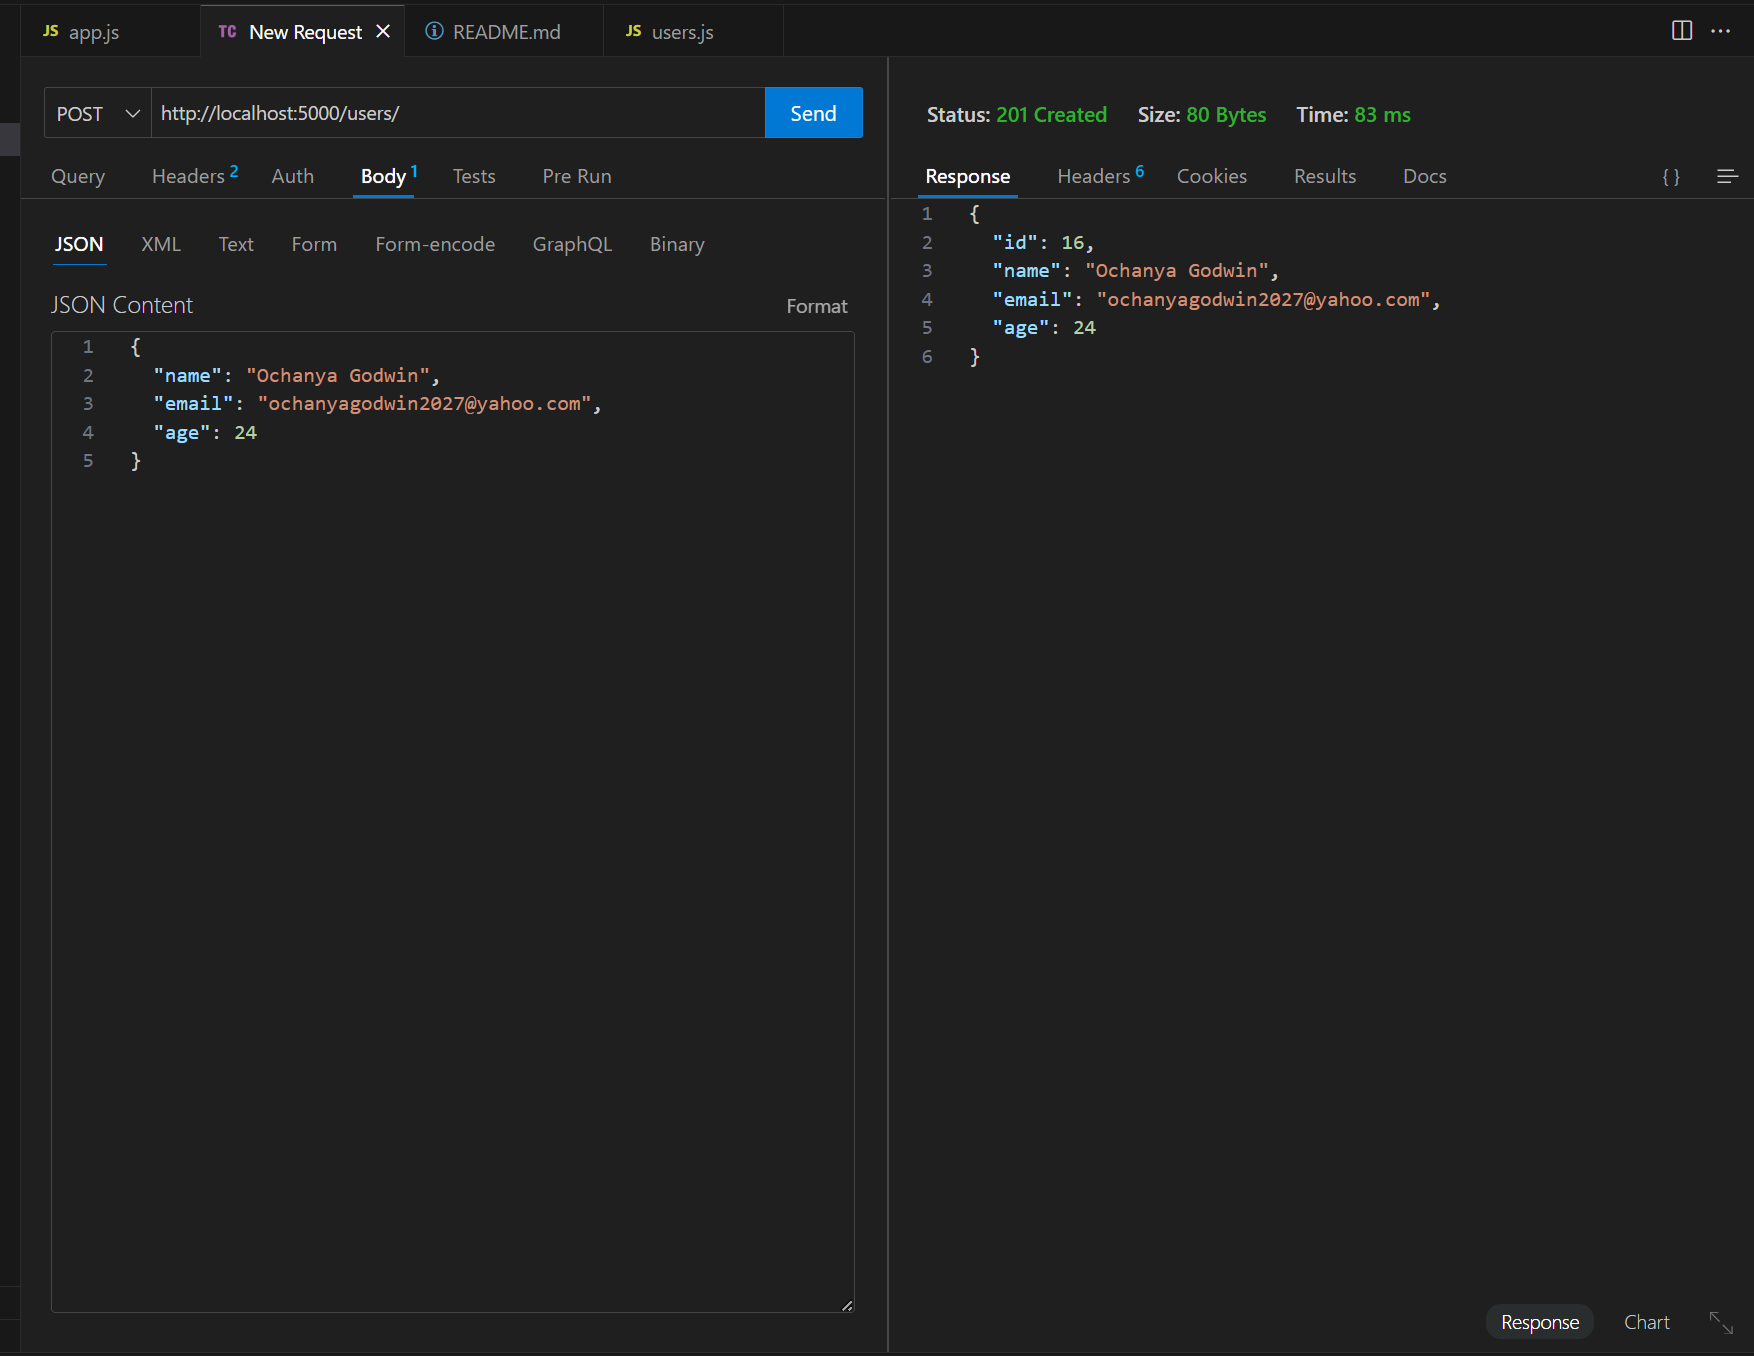 JS app.js TC New Request README.md JS users.js
POST http://localhost:5000/users/ Send
Query Headers 2 Auth Body 1 Tests Pre Run
JSON XML Text Form Form-encode GraphQL Binary
JSON Content Format
1 {
2 "name": "Ochanya Godwin",
3 "email": "ochanyagodwin2027@yahoo.com",
4 "age": 24
5 }
Status: 201 Created Size: 80 Bytes Time: 83 ms
Response Headers 6 Cookies Results Docs { }
1 {
2 "id": 16,
3 "name": "Ochanya Godwin",
4 "email": "ochanyagodwin2027@yahoo.com",
5 "age": 24
6 }
Response Chart